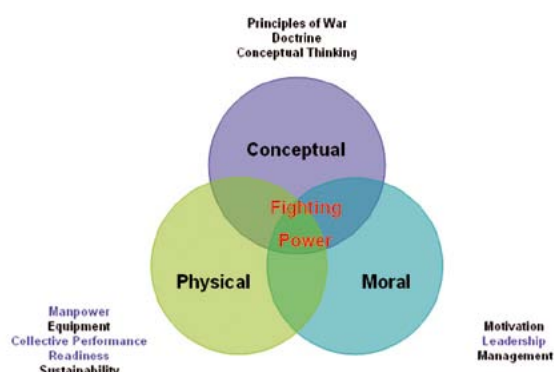 Principles of War
Doctrine
Conceptual Thinking
Conceptual
Fighting
Power
Physical
Moral
Manpower
Equipment
Collective Performance
Readiness
Sustainability
Motivation
Leadership
Management